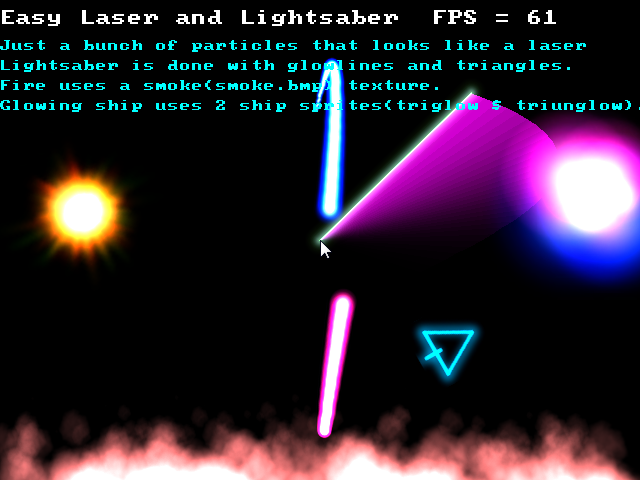 Easy Laser and Lightsaber  FPS = 61
Just a bunch of particles that looks like a laser
Lightsaber is done with glowlines and triangles.
Fire uses a smoke(smoke.bmp) texture.
Glowing ship uses 2 ship sprites(triglow $ triunglow).